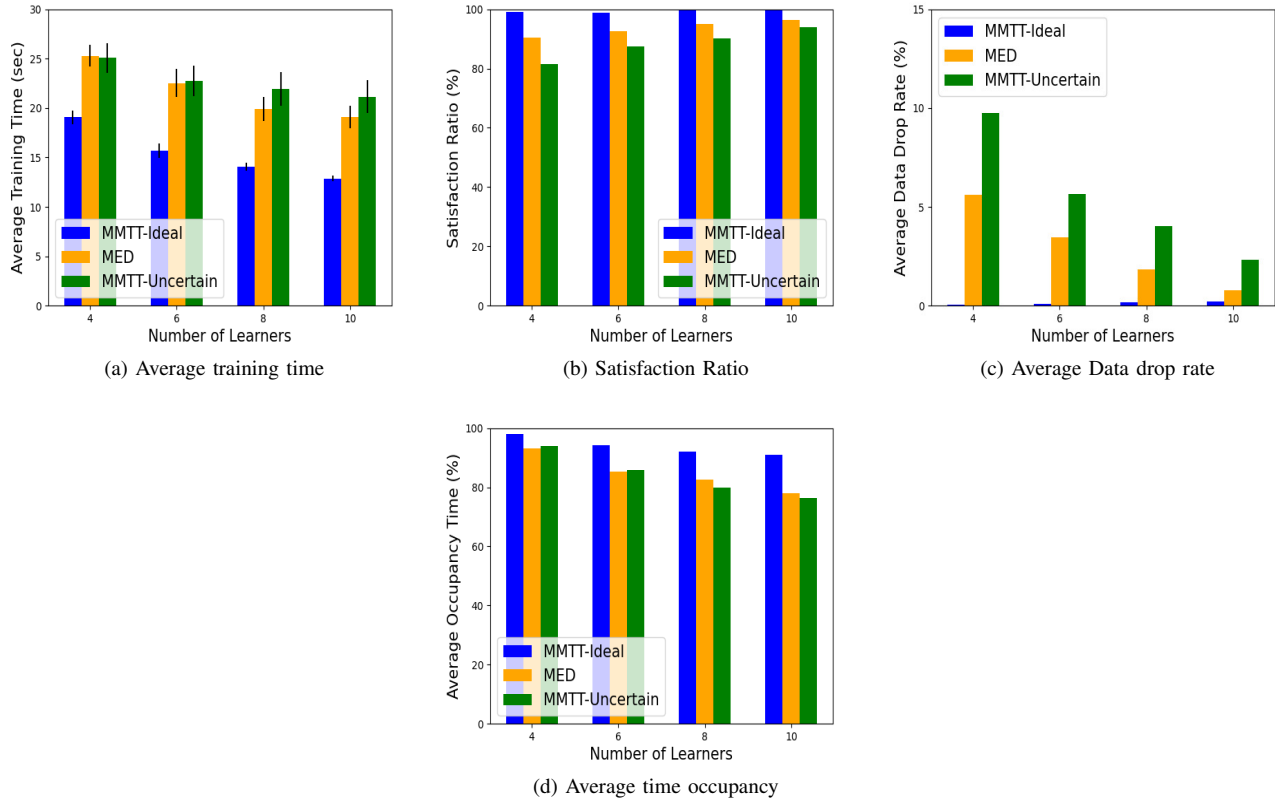 30
25
20
15
10
5
0
Average Training Time (sec)
MMTT-Ideal
MED
MMTT-Uncertain
4 6 8 10
Number of Learners
(a) Average training time
100
80
60
40
20
0
Satisfaction Ratio (%)
MMTT-Ideal
MED
MMTT-Uncertain
4 6 8 10
Number of Learners
(b) Satisfaction Ratio
15
10
5
0
Average Data Drop Rate (%)
MMTT-Ideal
MED
MMTT-Uncertain
4 6 8 10
Number of Learners
(c) Average Data drop rate
100
80
60
40
20
0
Average Occupancy Time (%)
MMTT-Ideal
MED
MMTT-Uncertain
4 6 8 10
Number of Learners
(d) Average time occupancy